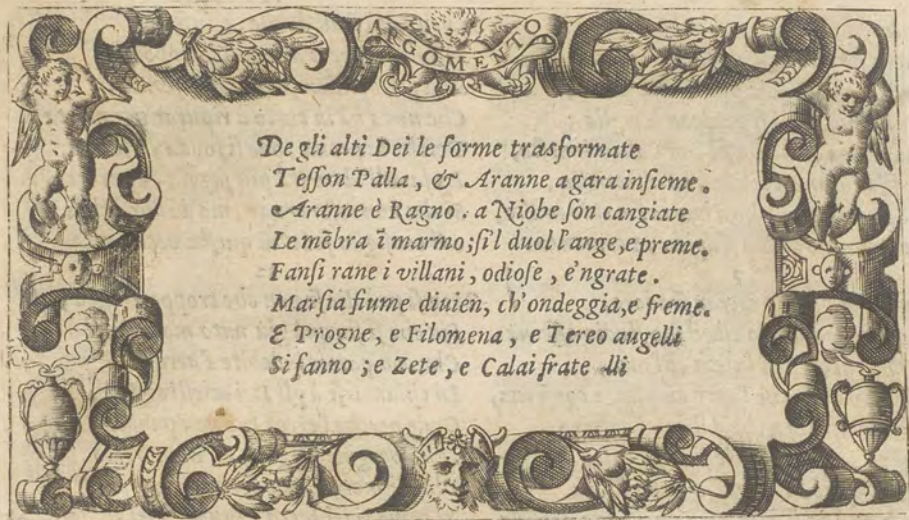 ARGOMENTO
De gli alti Dei le forme trasformate
Tesson Palla, & Aranne a gara insieme.
Aranne è Ragno. a Niobe son cangiate
Le mēbra ī marmo; sì'l duol l'ange, e preme.
Fansi rane i villani, odiose, e'ngrate.
Marsia fiume diuien, ch'ondeggia, e freme.
E Progne, e Filomena, e Tereo augelli
Si fanno; e Zete, e Calai fratelli